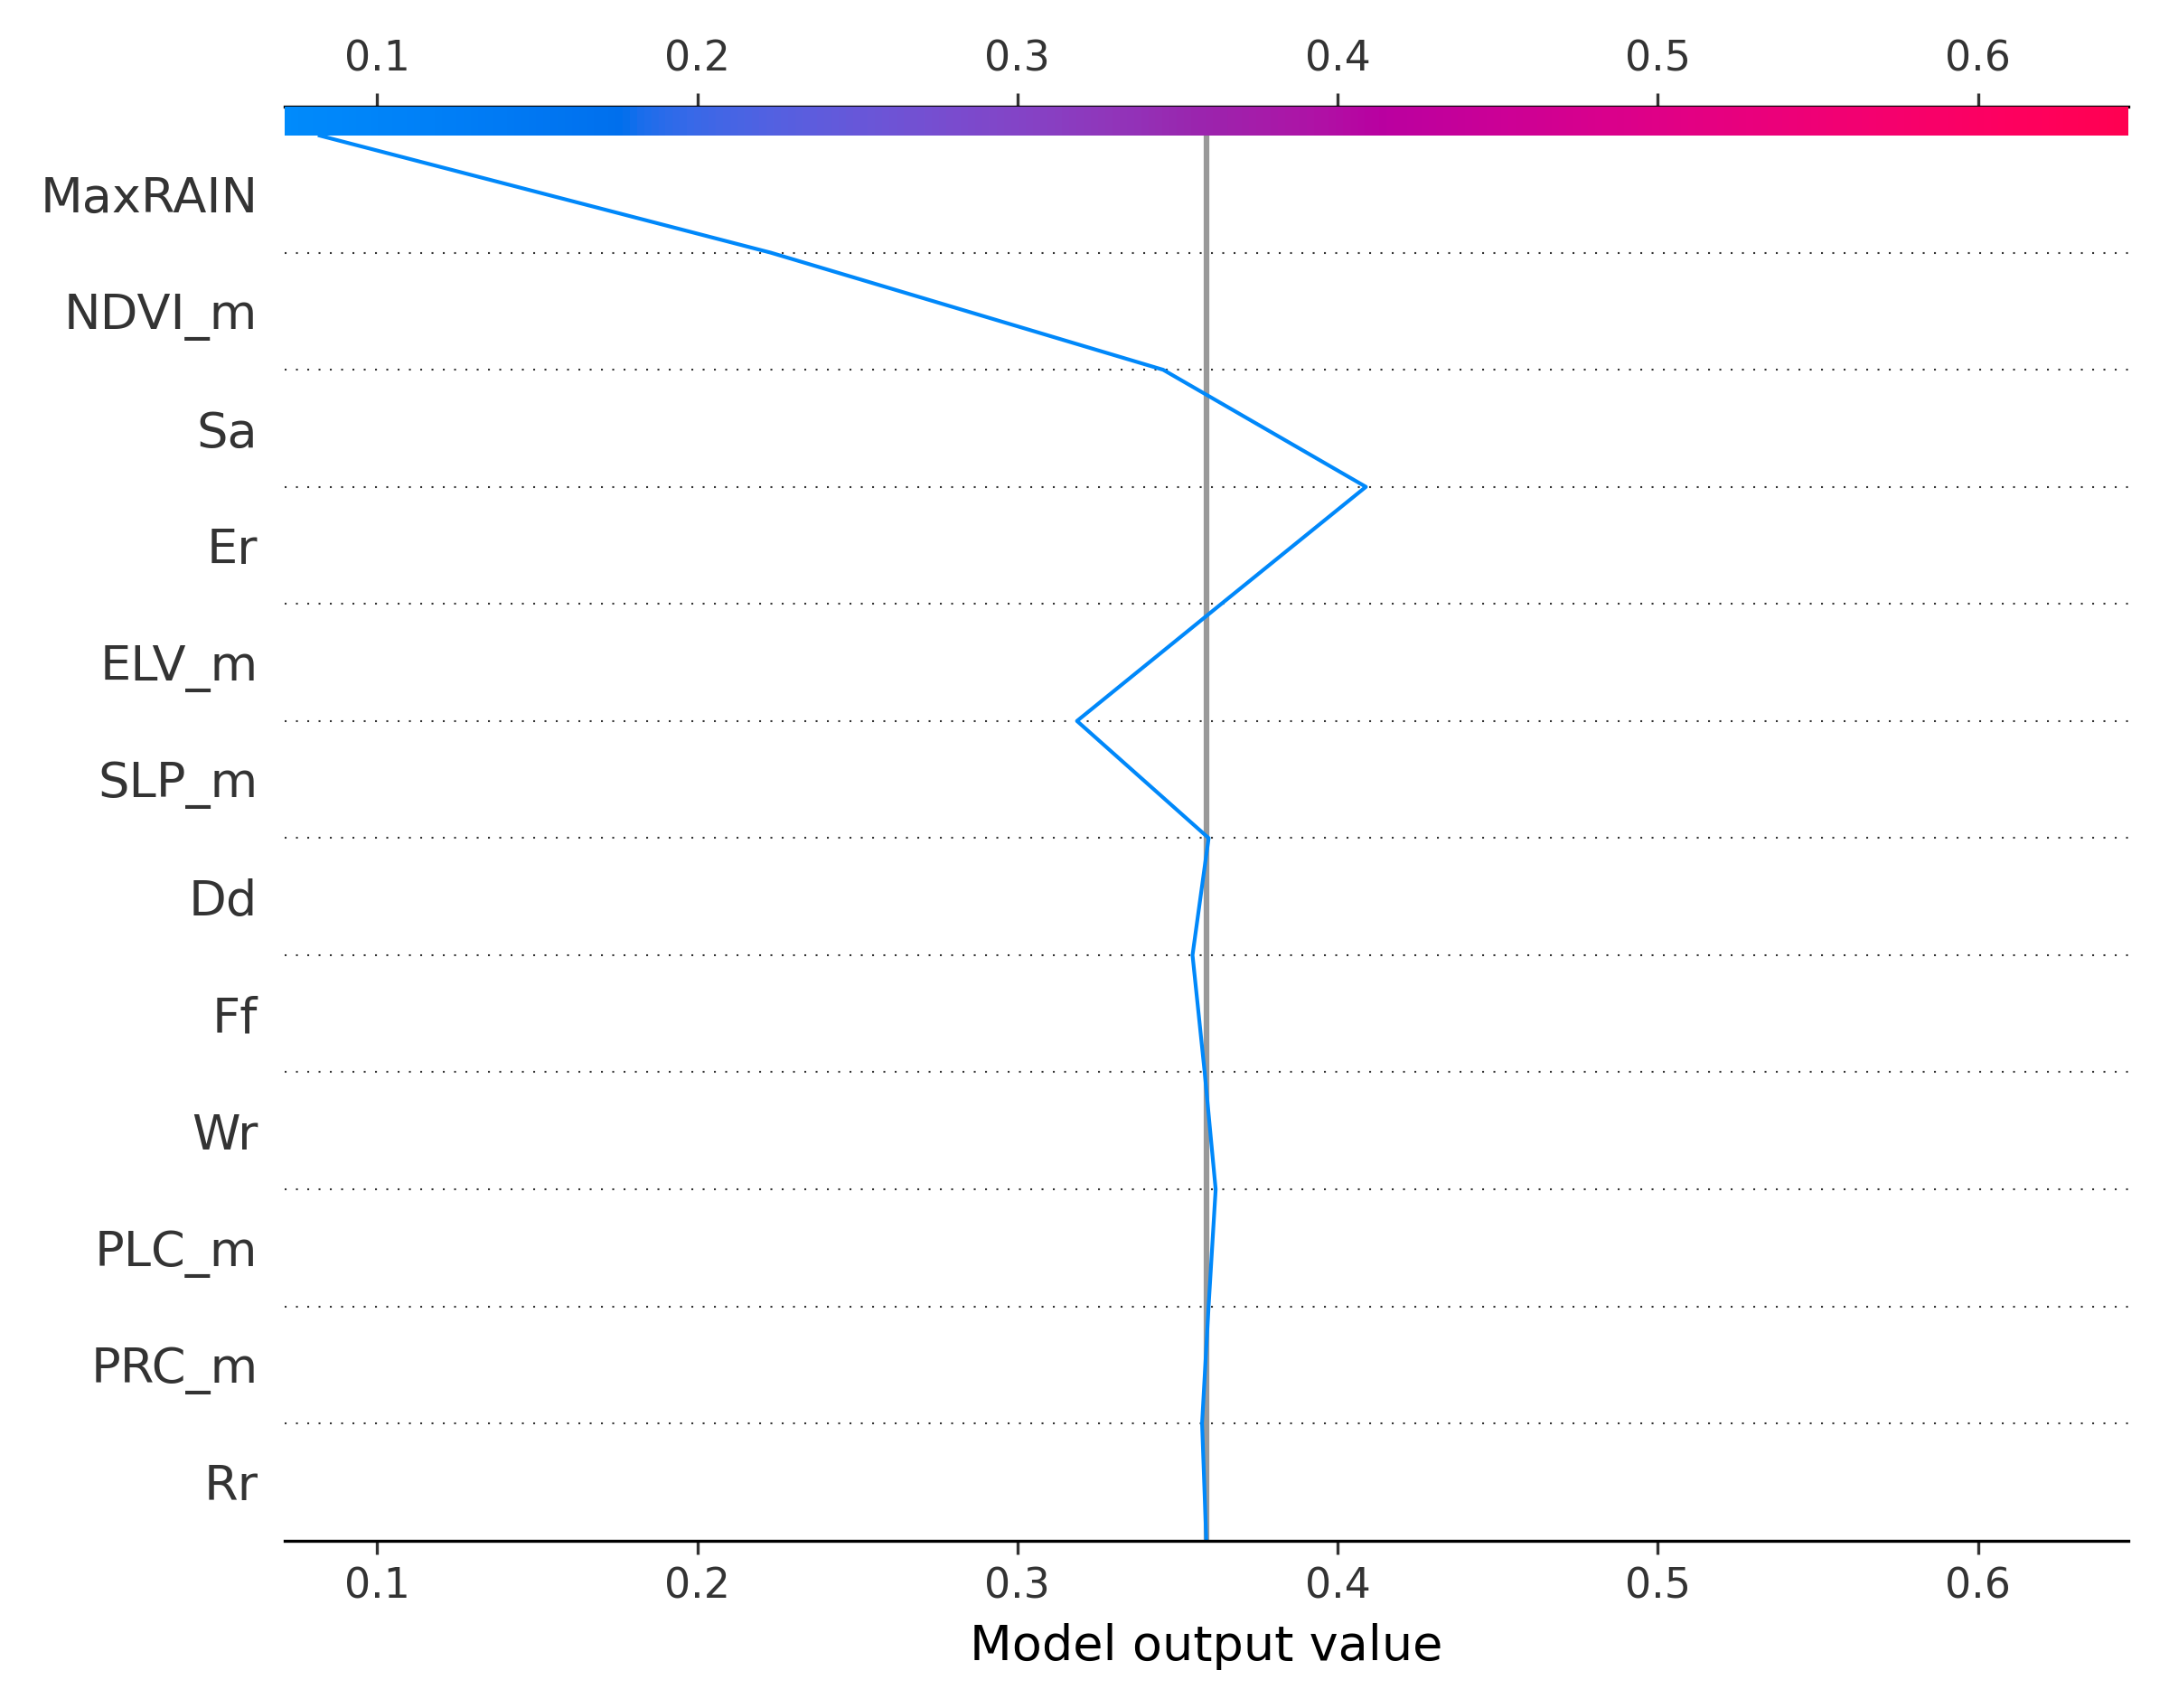 0.1 0.2 0.3 0.4 0.5 0.6
MaxRAIN
NDVI_m
Sa
Er
ELV_m
SLP_m
Dd
Ff
Wr
PLC_m
PRC_m
Rr
0.1 0.2 0.3 0.4 0.5 0.6
Model output value